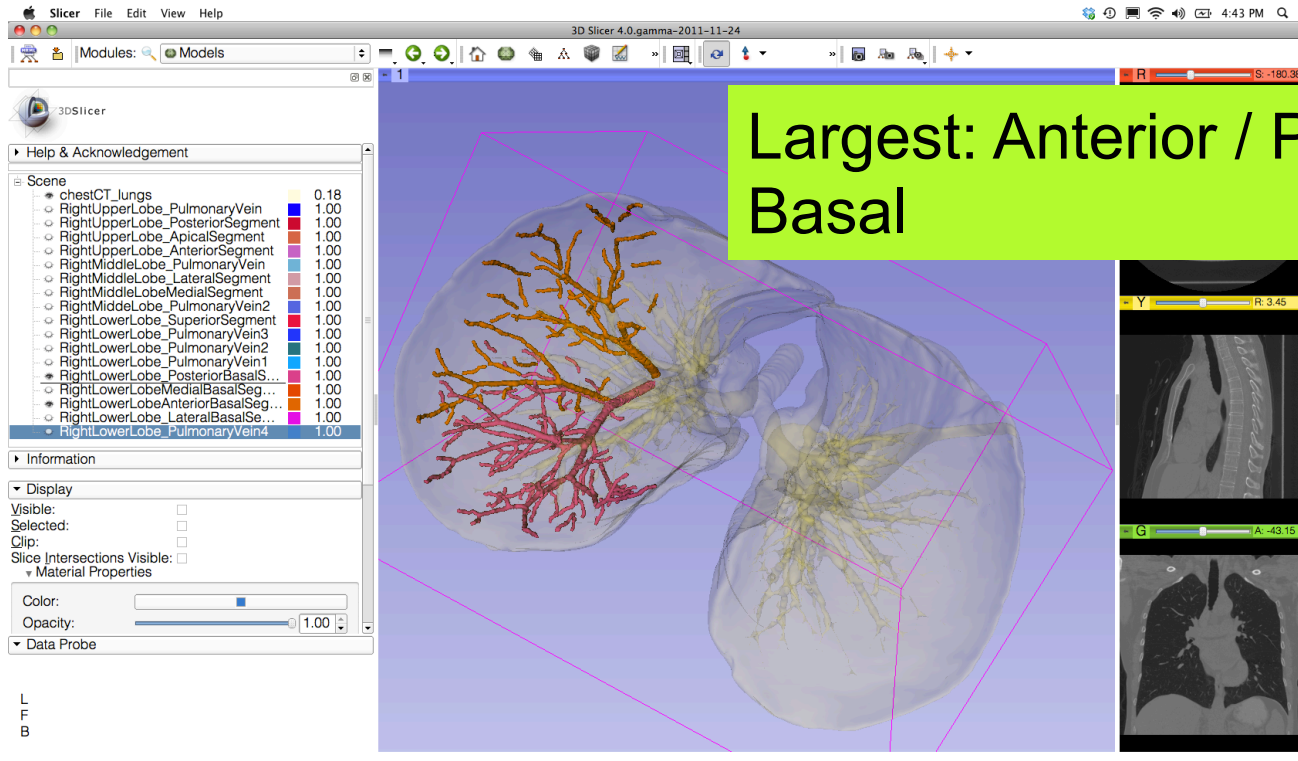 Slicer File Edit View Help 4:43 PM
3D Slicer 4.0.gamma-2011-11-24
Modules: Models
1
R S: -180.38
3DSlicer
Largest: Anterior / P
Basal
Help & Acknowledgement
Scene
chestCT_lungs 0.18
RightUpperLobe_PulmonaryVein 1.00
RightUpperLobe_PosteriorSegment 1.00
RightUpperLobe_ApicalSegment 1.00
RightUpperLobe_AnteriorSegment 1.00
RightMiddleLobe_PulmonaryVein 1.00
RightMiddleLobe_LateralSegment 1.00
RightMiddleLobeMedialSegment 1.00
RightMiddeLobe_PulmonaryVein2 1.00
RightLowerLobe_SuperiorSegment 1.00
RightLowerLobe_PulmonaryVein3 1.00
RightLowerLobe_PulmonaryVein2 1.00
RightLowerLobe_PulmonaryVein1 1.00
RightLowerLobe_PosteriorBasalS... 1.00
RightLowerLobeMedialBasalSeg... 1.00
RightLowerLobeAnteriorBasalSeg... 1.00
RightLowerLobe_LateralBasalSe... 1.00
RightLowerLobe_PulmonaryVein4 1.00
Y R: 3.45
Information
Display
Visible:
Selected:
Clip:
Slice Intersections Visible:
Material Properties
G A: -43.15
Color:
Opacity: 1.00
Data Probe
L
F
B